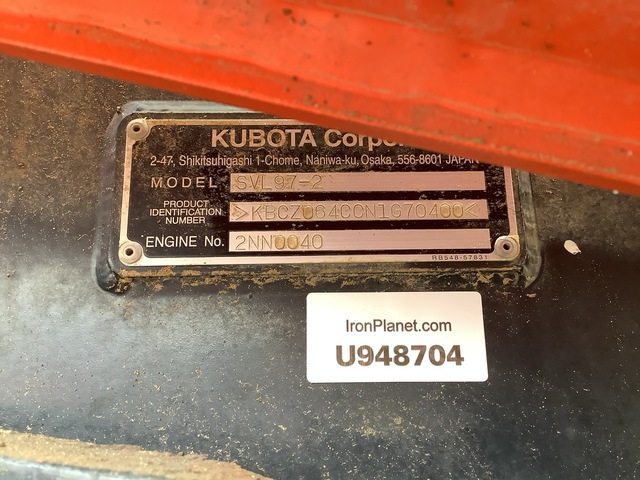 KUBOTA Corpor
2-47, Shikitsuhigashi 1-Chome, Naniwa-ku, Osaka, 556-8601 JAPAN
MODEL SVL97-2
PRODUCT IDENTIFICATION NUMBER >KBCZ064CCN1G70400<
ENGINE No. 2NN0040
RB548-57831
IronPlanet.com
U948704